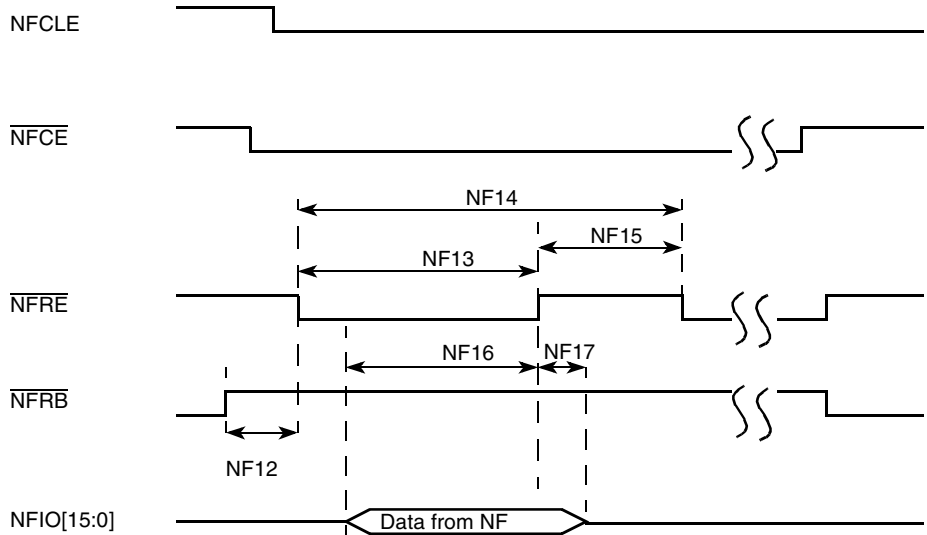 NFCLE
NFCE
NF14
NF15
NF13
NFRE
NF16
NF17
NFRB
NF12
NFIO[15:0]
Data from NF